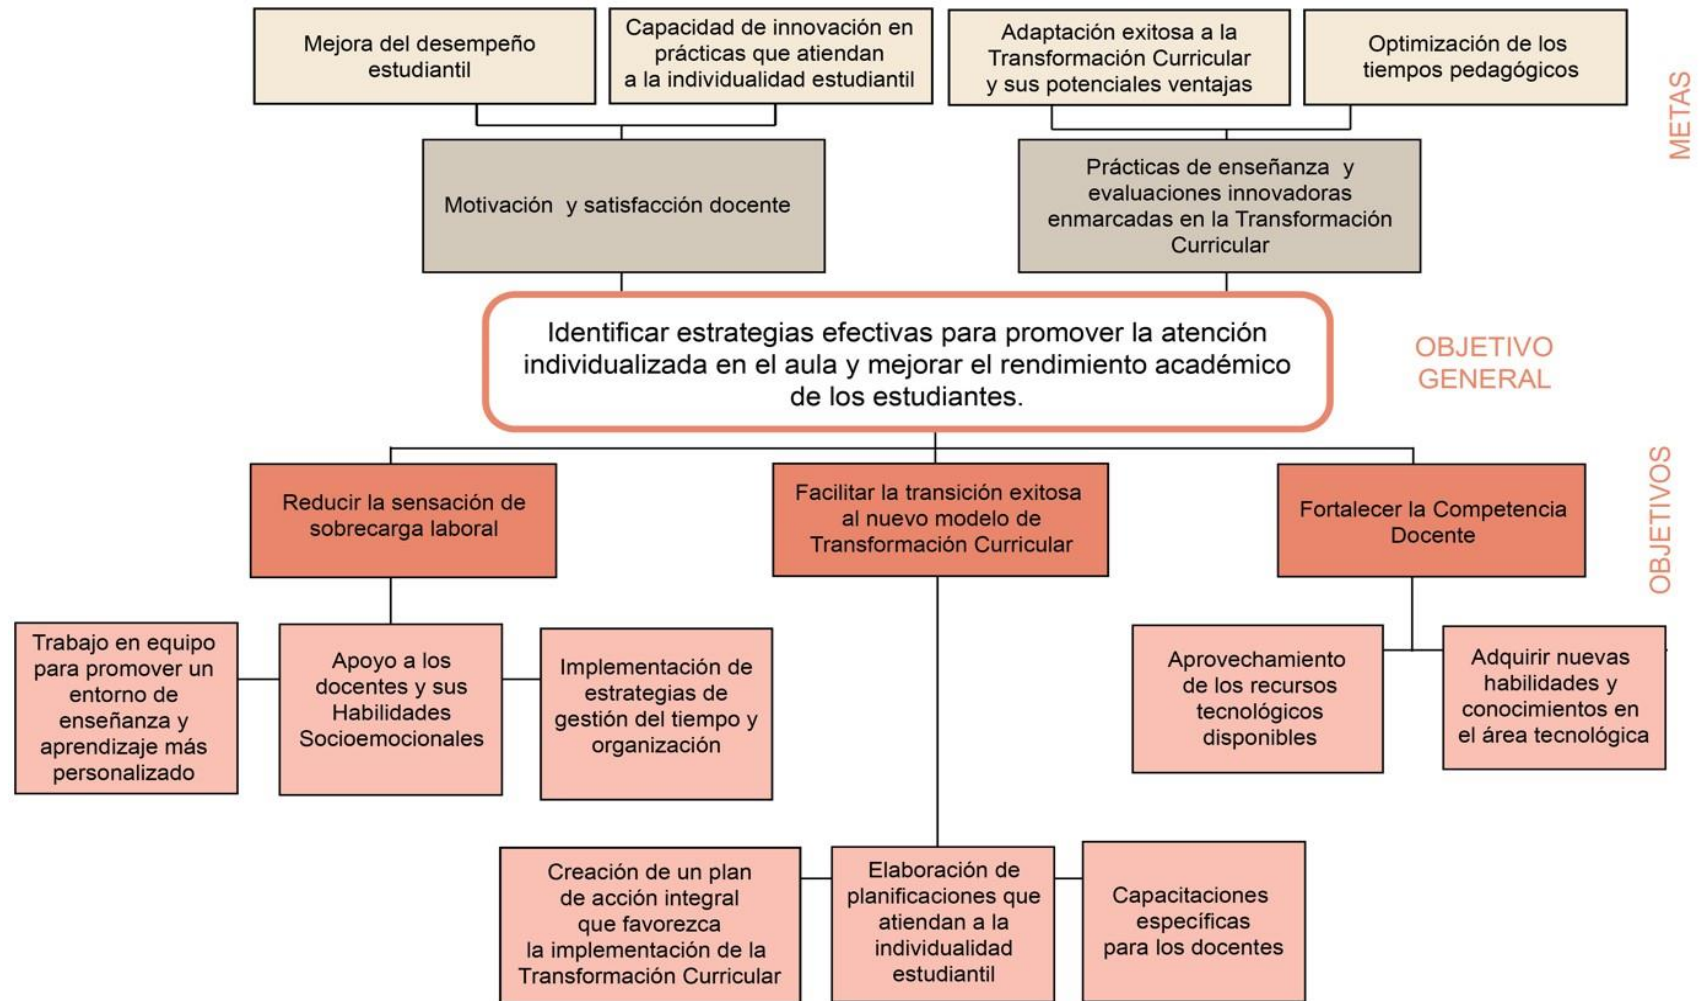 Mejora del desempeño
estudiantil
Capacidad de innovación en
prácticas que atiendan
a la individualidad estudiantil
Adaptación exitosa a la
Transformación Curricular
y sus potenciales ventajas
Optimización de los
tiempos pedagógicos
METAS
Motivación y satisfacción docente
Prácticas de enseñanza y
evaluaciones innovadoras
enmarcadas en la Transformación
Curricular
Identificar estrategias efectivas para promover la atención
individualizada en el aula y mejorar el rendimiento académico
de los estudiantes.
OBJETIVO
GENERAL
Reducir la sensación de
sobrecarga laboral
Facilitar la transición exitosa
al nuevo modelo de
Transformación Curricular
Fortalecer la Competencia
Docente
OBJETIVOS
Trabajo en equipo
para promover un
entorno de
enseñanza y
aprendizaje más
personalizado
Apoyo a los
docentes y sus
Habilidades
Socioemocionales
Implementación de
estrategias de
gestión del tiempo y
organización
Aprovechamiento
de los recursos
tecnológicos
disponibles
Adquirir nuevas
habilidades y
conocimientos en
el área tecnológica
Creación de un plan
de acción integral
que favorezca
la implementación de la
Transformación Curricular
Elaboración de
planificaciones que
atiendan a la
individualidad
estudiantil
Capacitaciones
específicas
para los docentes